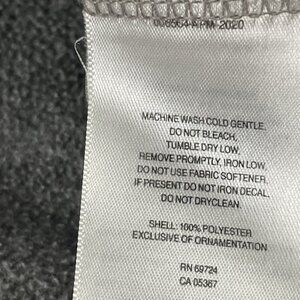 2020
MACHINE WASH COLD GENTLE.
DO NOT BLEACH.
TUMBLE DRY LOW.
REMOVE PROMPTLY, IRON LOW.
DO NOT USE FABRIC SOFTENER.
IF PRESENT DO NOT IRON DECAL.
DO NOT DRYCLEAN.
SHELL: 100% POLYESTER
EXCLUSIVE OF ORNAMENTATION
RN 69724
CA 05367